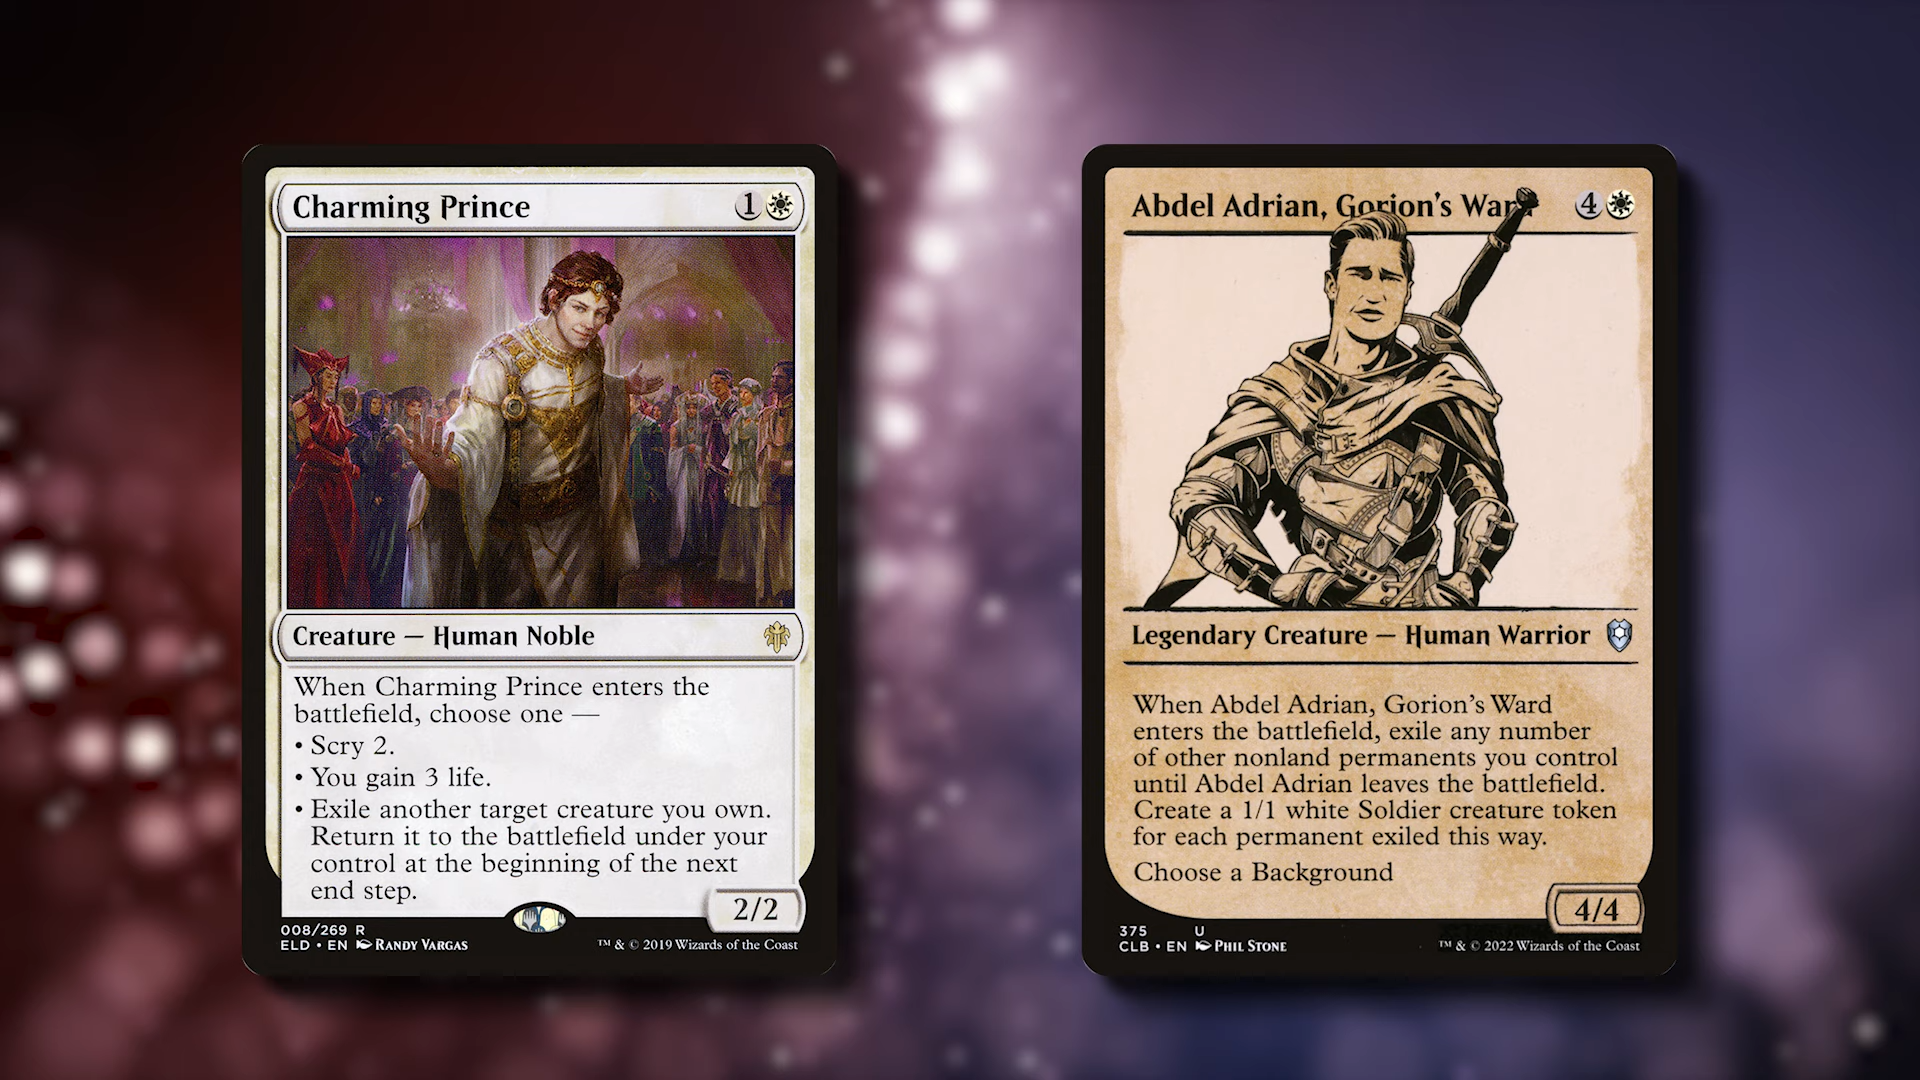 Charming Prince 1
Creature — Human Noble
When Charming Prince enters the
battlefield, choose one —
• Scry 2.
• You gain 3 life.
• Exile another target creature you own.
Return it to the battlefield under your
control at the beginning of the next
end step.
2/2
008/269 R
ELD • EN Randy Vargas
™ & © 2019 Wizards of the Coast
Abdel Adrian, Gorion's Ward 4
Legendary Creature — Human Warrior
When Abdel Adrian, Gorion's Ward
enters the battlefield, exile any number
of other nonland permanents you control
until Abdel Adrian leaves the battlefield.
Create a 1/1 white Soldier creature token
for each permanent exiled this way.
Choose a Background
4/4
375 U
CLB • EN Phil Stone
™ & © 2022 Wizards of the Coast